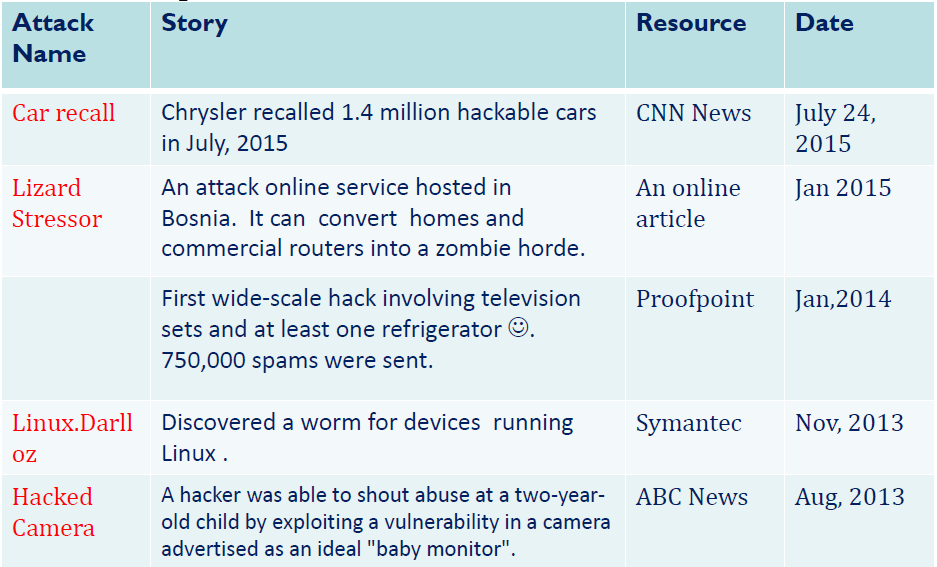 Attack Name
Story
Resource
Date
Car recall
Chrysler recalled 1.4 million hackable cars
in July, 2015
CNN News
July 24,
2015
Lizard
Stressor
An attack online service hosted in
Bosnia. It can convert homes and
commercial routers into a zombie horde.
An online
article
Jan 2015
First wide-scale hack involving television
sets and at least one refrigerator ☺.
750,000 spams were sent.
Proofpoint
Jan,2014
Linux.Darll
oz
Discovered a worm for devices running
Linux .
Symantec
Nov, 2013
Hacked
Camera
A hacker was able to shout abuse at a two-year-
old child by exploiting a vulnerability in a camera
advertised as an ideal "baby monitor".
ABC News
Aug, 2013